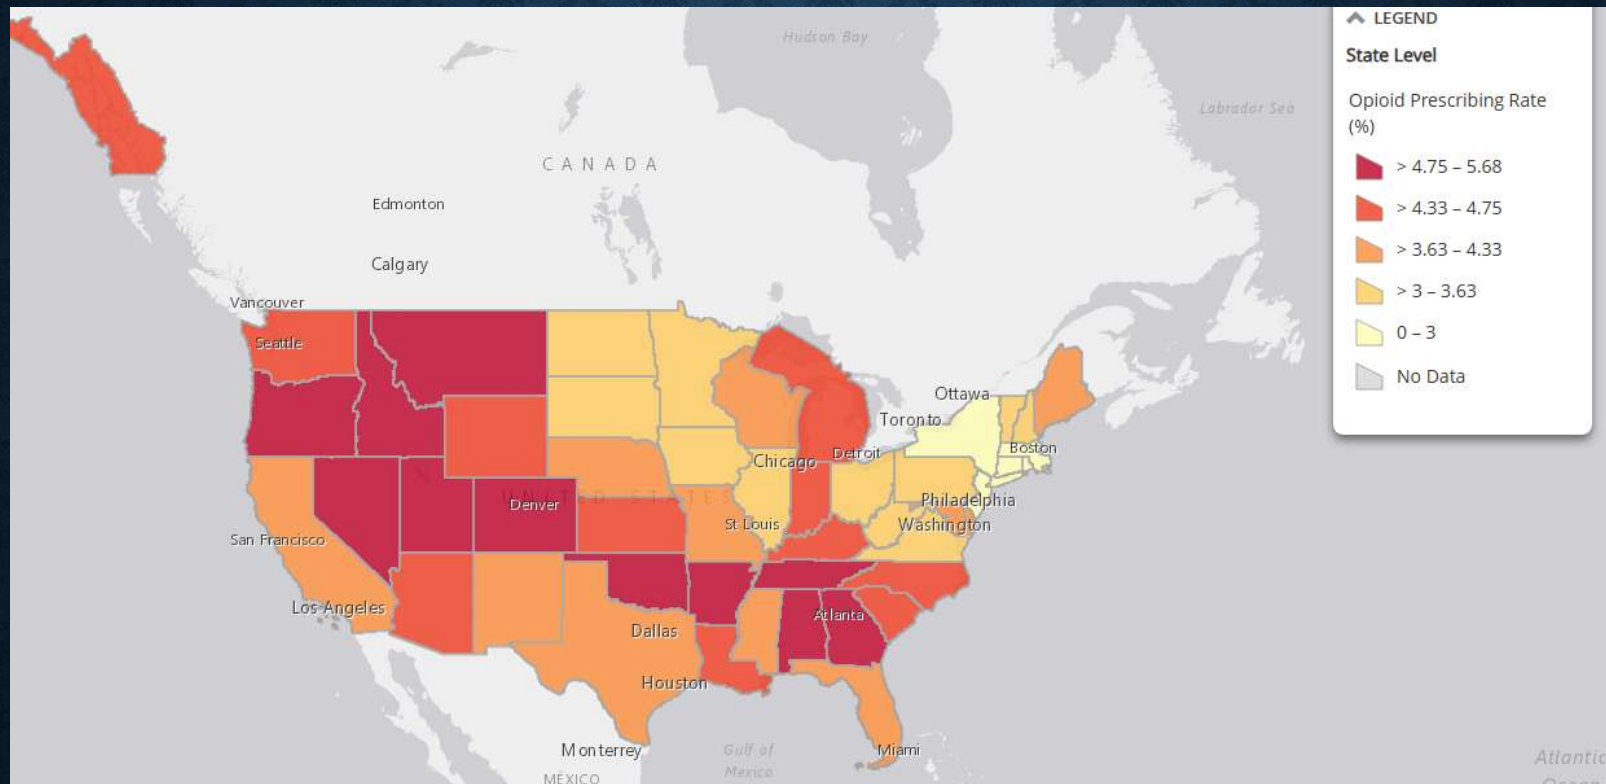 Hudson Bay
Labrador Sea
CANADA
Edmonton
Calgary
Vancouver
Seattle
Ottawa
Toronto
Boston
Chicago
Detroit
UNITED STATES
Denver
Philadelphia
St Louis
Washington
San Francisco
Los Angeles
Atlanta
Dallas
Houston
Monterrey
Gulf of
Mexico
Miami
MÉXICO
Atlantic
LEGEND
State Level
Opioid Prescribing Rate
(%)
> 4.75 – 5.68
> 4.33 – 4.75
> 3.63 – 4.33
> 3 – 3.63
0 – 3
No Data